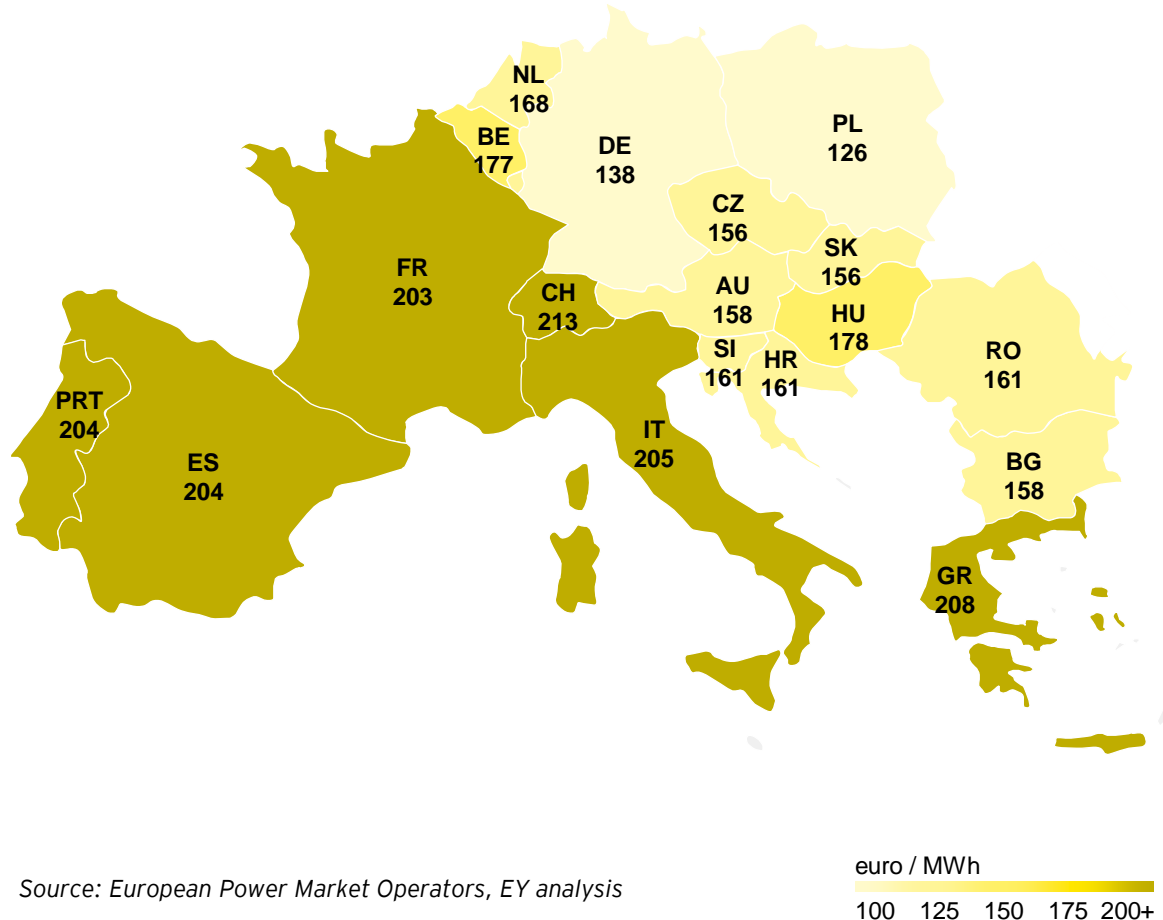 NL
168
BE
177
DE
138
PL
126
CZ
156
SK
156
FR
203
CH
213
AU
158
HU
178
SI
161
HR
161
RO
161
PRT
204
ES
204
IT
205
BG
158
GR
208
euro / MWh
Source: European Power Market Operators, EY analysis
100 125 150 175 200+